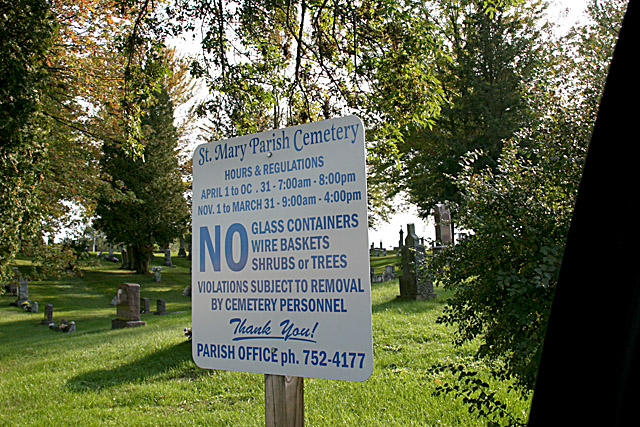 St. Mary Parish Cemetery
HOURS & REGULATIONS
APRIL 1 to OC . 31 - 7:00am - 8:00pm
NOV. 1 to MARCH 31 - 9:00am - 4:00pm
NO GLASS CONTAINERS
WIRE BASKETS
SHRUBS or TREES
VIOLATIONS SUBJECT TO REMOVAL
BY CEMETERY PERSONNEL
Thank You!
PARISH OFFICE ph. 752-4177